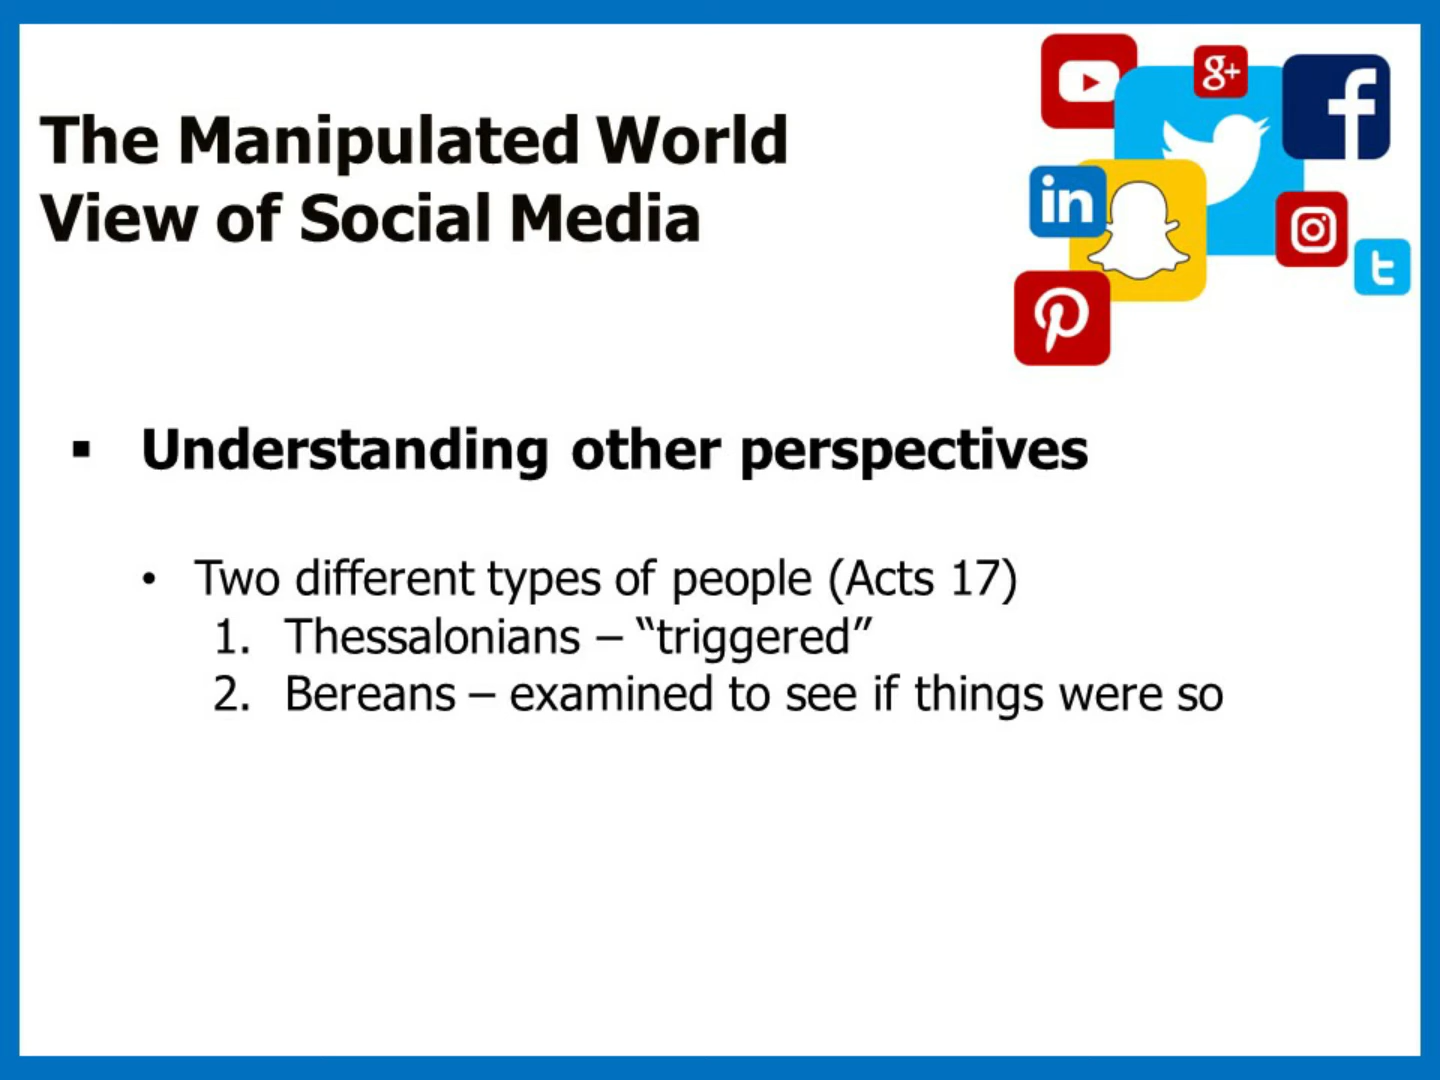 The Manipulated World
View of Social Media
g+
f
in
t
▪ Understanding other perspectives
• Two different types of people (Acts 17)
1. Thessalonians – “triggered”
2. Bereans – examined to see if things were so